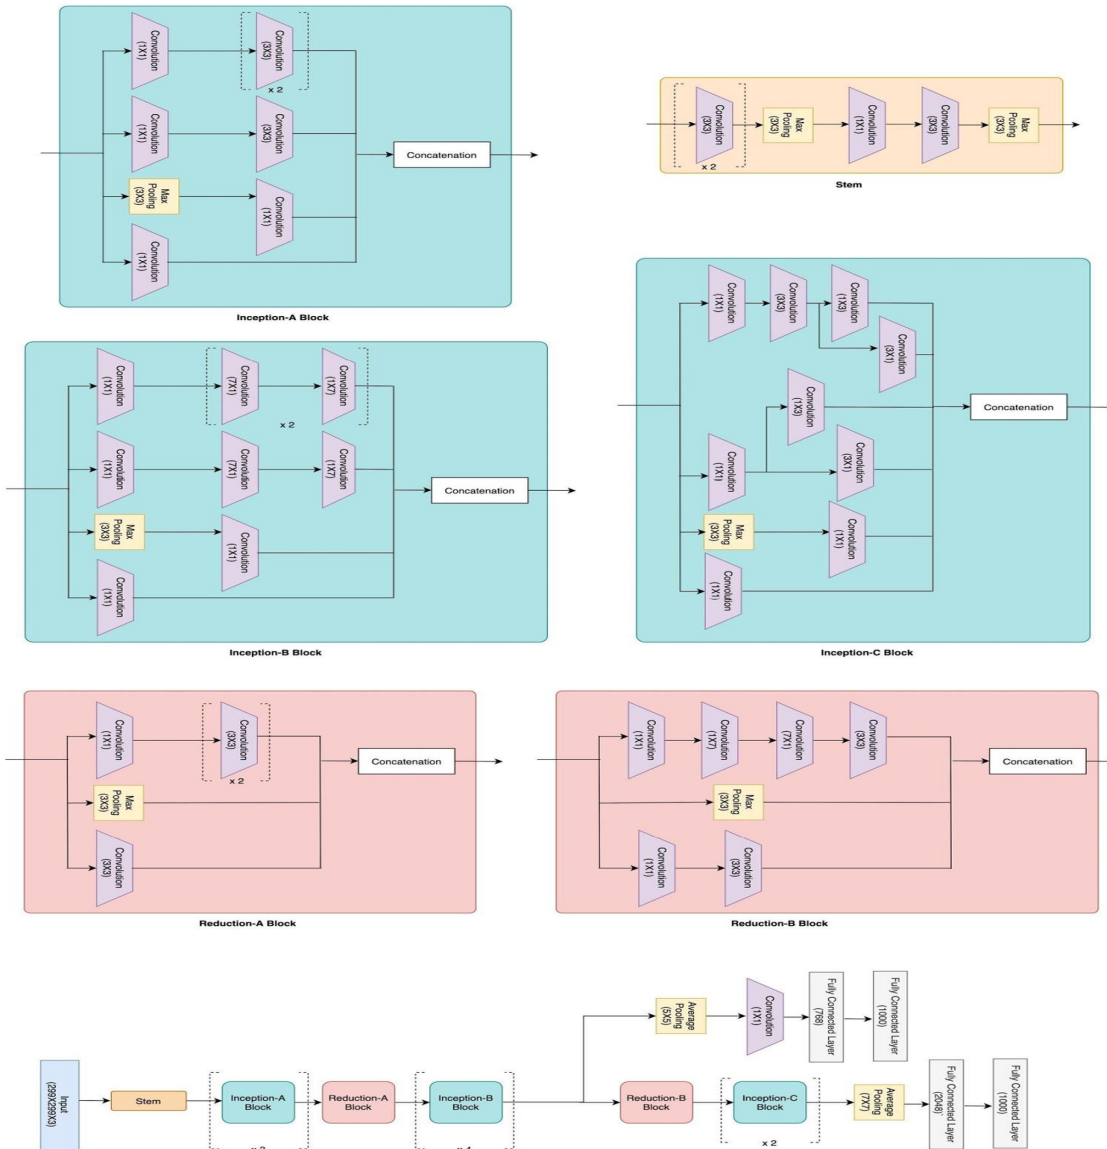 Convolution
(1X1)
Convolution
(3X3)
x 2
Convolution
(1X1)
Convolution
(3X3)
Max
Pooling
(3X3)
Convolution
(1X1)
Convolution
(1X1)
Concatenation
Inception-A Block
Convolution
(3X3)
x 2
Max
Pooling
(3X3)
Convolution
(1X1)
Convolution
(3X3)
Max
Pooling
(3X3)
Stem
Convolution
(1X1)
Convolution
(7X1)
Convolution
(1X7)
x 2
Convolution
(1X1)
Convolution
(7X1)
Convolution
(1X7)
Max
Pooling
(3X3)
Convolution
(1X1)
Convolution
(1X1)
Concatenation
Inception-B Block
Convolution
(1X1)
Convolution
(3X3)
Convolution
(1X3)
Convolution
(3X1)
Convolution
(1X3)
Convolution
(1X1)
Convolution
(3X1)
Max
Pooling
(3X3)
Convolution
(1X1)
Convolution
(1X1)
Concatenation
Inception-C Block
Convolution
(1X1)
Convolution
(3X3)
x 2
Max
Pooling
(3X3)
Convolution
(3X3)
Concatenation
Reduction-A Block
Convolution
(1X1)
Convolution
(1X7)
Convolution
(7X1)
Convolution
(3X3)
Max
Pooling
(3X3)
Convolution
(1X1)
Convolution
(3X3)
Concatenation
Reduction-B Block
Average
Pooling
(5X5)
Convolution
(1X1)
Fully Connected Layer
(768)
Fully Connected Layer
(1000)
Input
(299X299X3)
Stem
Inception-A
Block
Reduction-A
Block
Inception-B
Block
Reduction-B
Block
Inception-C
Block
x 2
Average
Pooling
(7X7)
Fully Connected Layer
(2048)`
Fully Connected Layer
(1000)